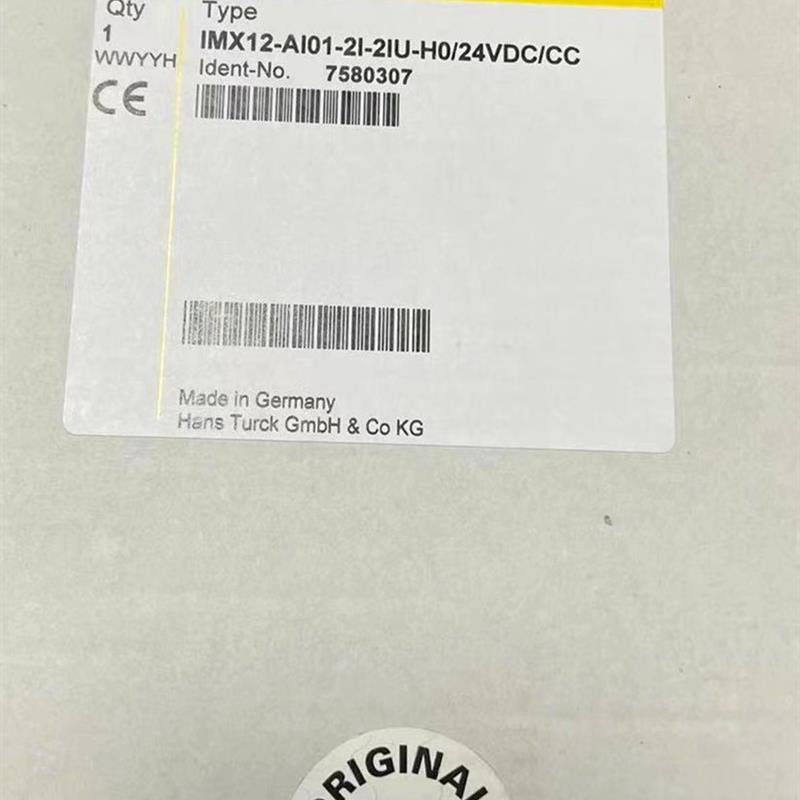 Qty
1
WWYYH
CE
Type
IMX12-AI01-2I-2IU-H0/24VDC/CC
Ident-No. 7580307
Made in Germany
Hans Turck GmbH & Co KG
ORIGINAL